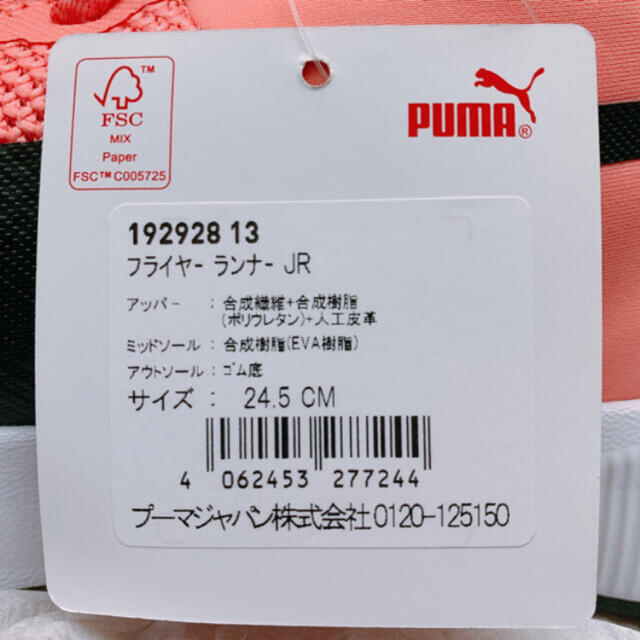 FSC
MIX
Paper
FSC™ C005725
PUMA®
192928 13
フライヤー ランナー JR
アッパー : 合成繊維+合成樹脂
(ポリウレタン)+人工皮革
ミッドソール : 合成樹脂(EVA樹脂)
アウトソール : ゴム底
サイズ : 24.5 CM
4 062453 277244
プーマジャパン株式会社0120-125150